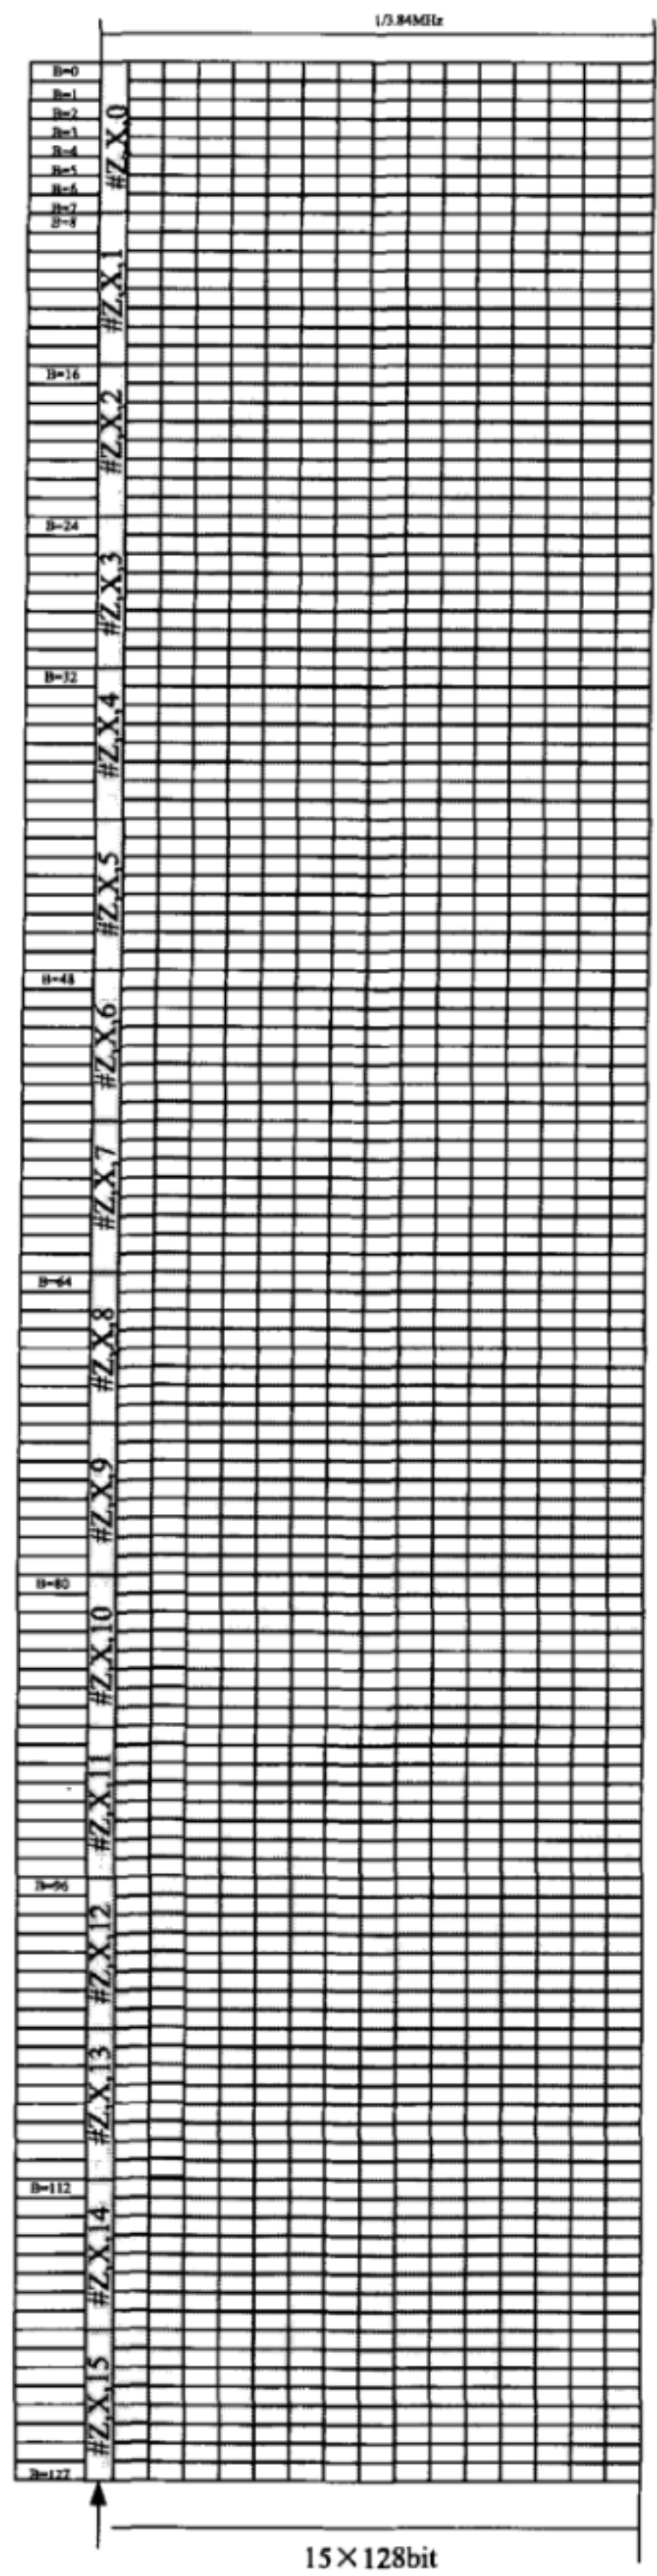 1/3.84MHz
B=0
B=1
B=2
B=3
B=4
B=5
B=6
B=7
B=8
B=16
B=24
B=32
B=48
B=64
B=80
B=96
B=112
B=127
#Z,X,0
#Z,X,1
#Z,X,2
#Z,X,3
#Z,X,4
#Z,X,5
#Z,X,6
#Z,X,7
#Z,X,8
#Z,X,9
#Z,X,10
#Z,X,11
#Z,X,12
#Z,X,13
#Z,X,14
#Z,X,15
15×128bit